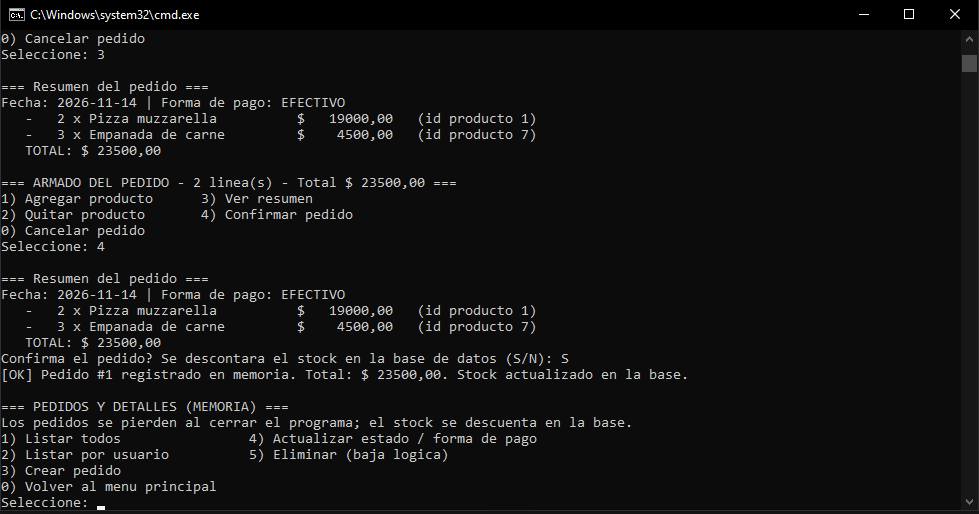 C:\Windows\system32\cmd.exe
0) Cancelar pedido
Seleccione: 3
=== Resumen del pedido ===
Fecha: 2026-11-14 | Forma de pago: EFECTIVO
-   2 x Pizza muzzarella          $   19000,00   (id producto 1)
-   3 x Empanada de carne         $    4500,00   (id producto 7)
TOTAL: $ 23500,00
=== ARMADO DEL PEDIDO - 2 linea(s) - Total $ 23500,00 ===
1) Agregar producto      3) Ver resumen
2) Quitar producto       4) Confirmar pedido
0) Cancelar pedido
Seleccione: 4
=== Resumen del pedido ===
Fecha: 2026-11-14 | Forma de pago: EFECTIVO
-   2 x Pizza muzzarella          $   19000,00   (id producto 1)
-   3 x Empanada de carne         $    4500,00   (id producto 7)
TOTAL: $ 23500,00
Confirma el pedido? Se descontara el stock en la base de datos (S/N): S
[OK] Pedido #1 registrado en memoria. Total: $ 23500,00. Stock actualizado en la base.
=== PEDIDOS Y DETALLES (MEMORIA) ===
Los pedidos se pierden al cerrar el programa; el stock se descuenta en la base.
1) Listar todos                4) Actualizar estado / forma de pago
2) Listar por usuario          5) Eliminar (baja logica)
3) Crear pedido
0) Volver al menu principal
Seleccione: